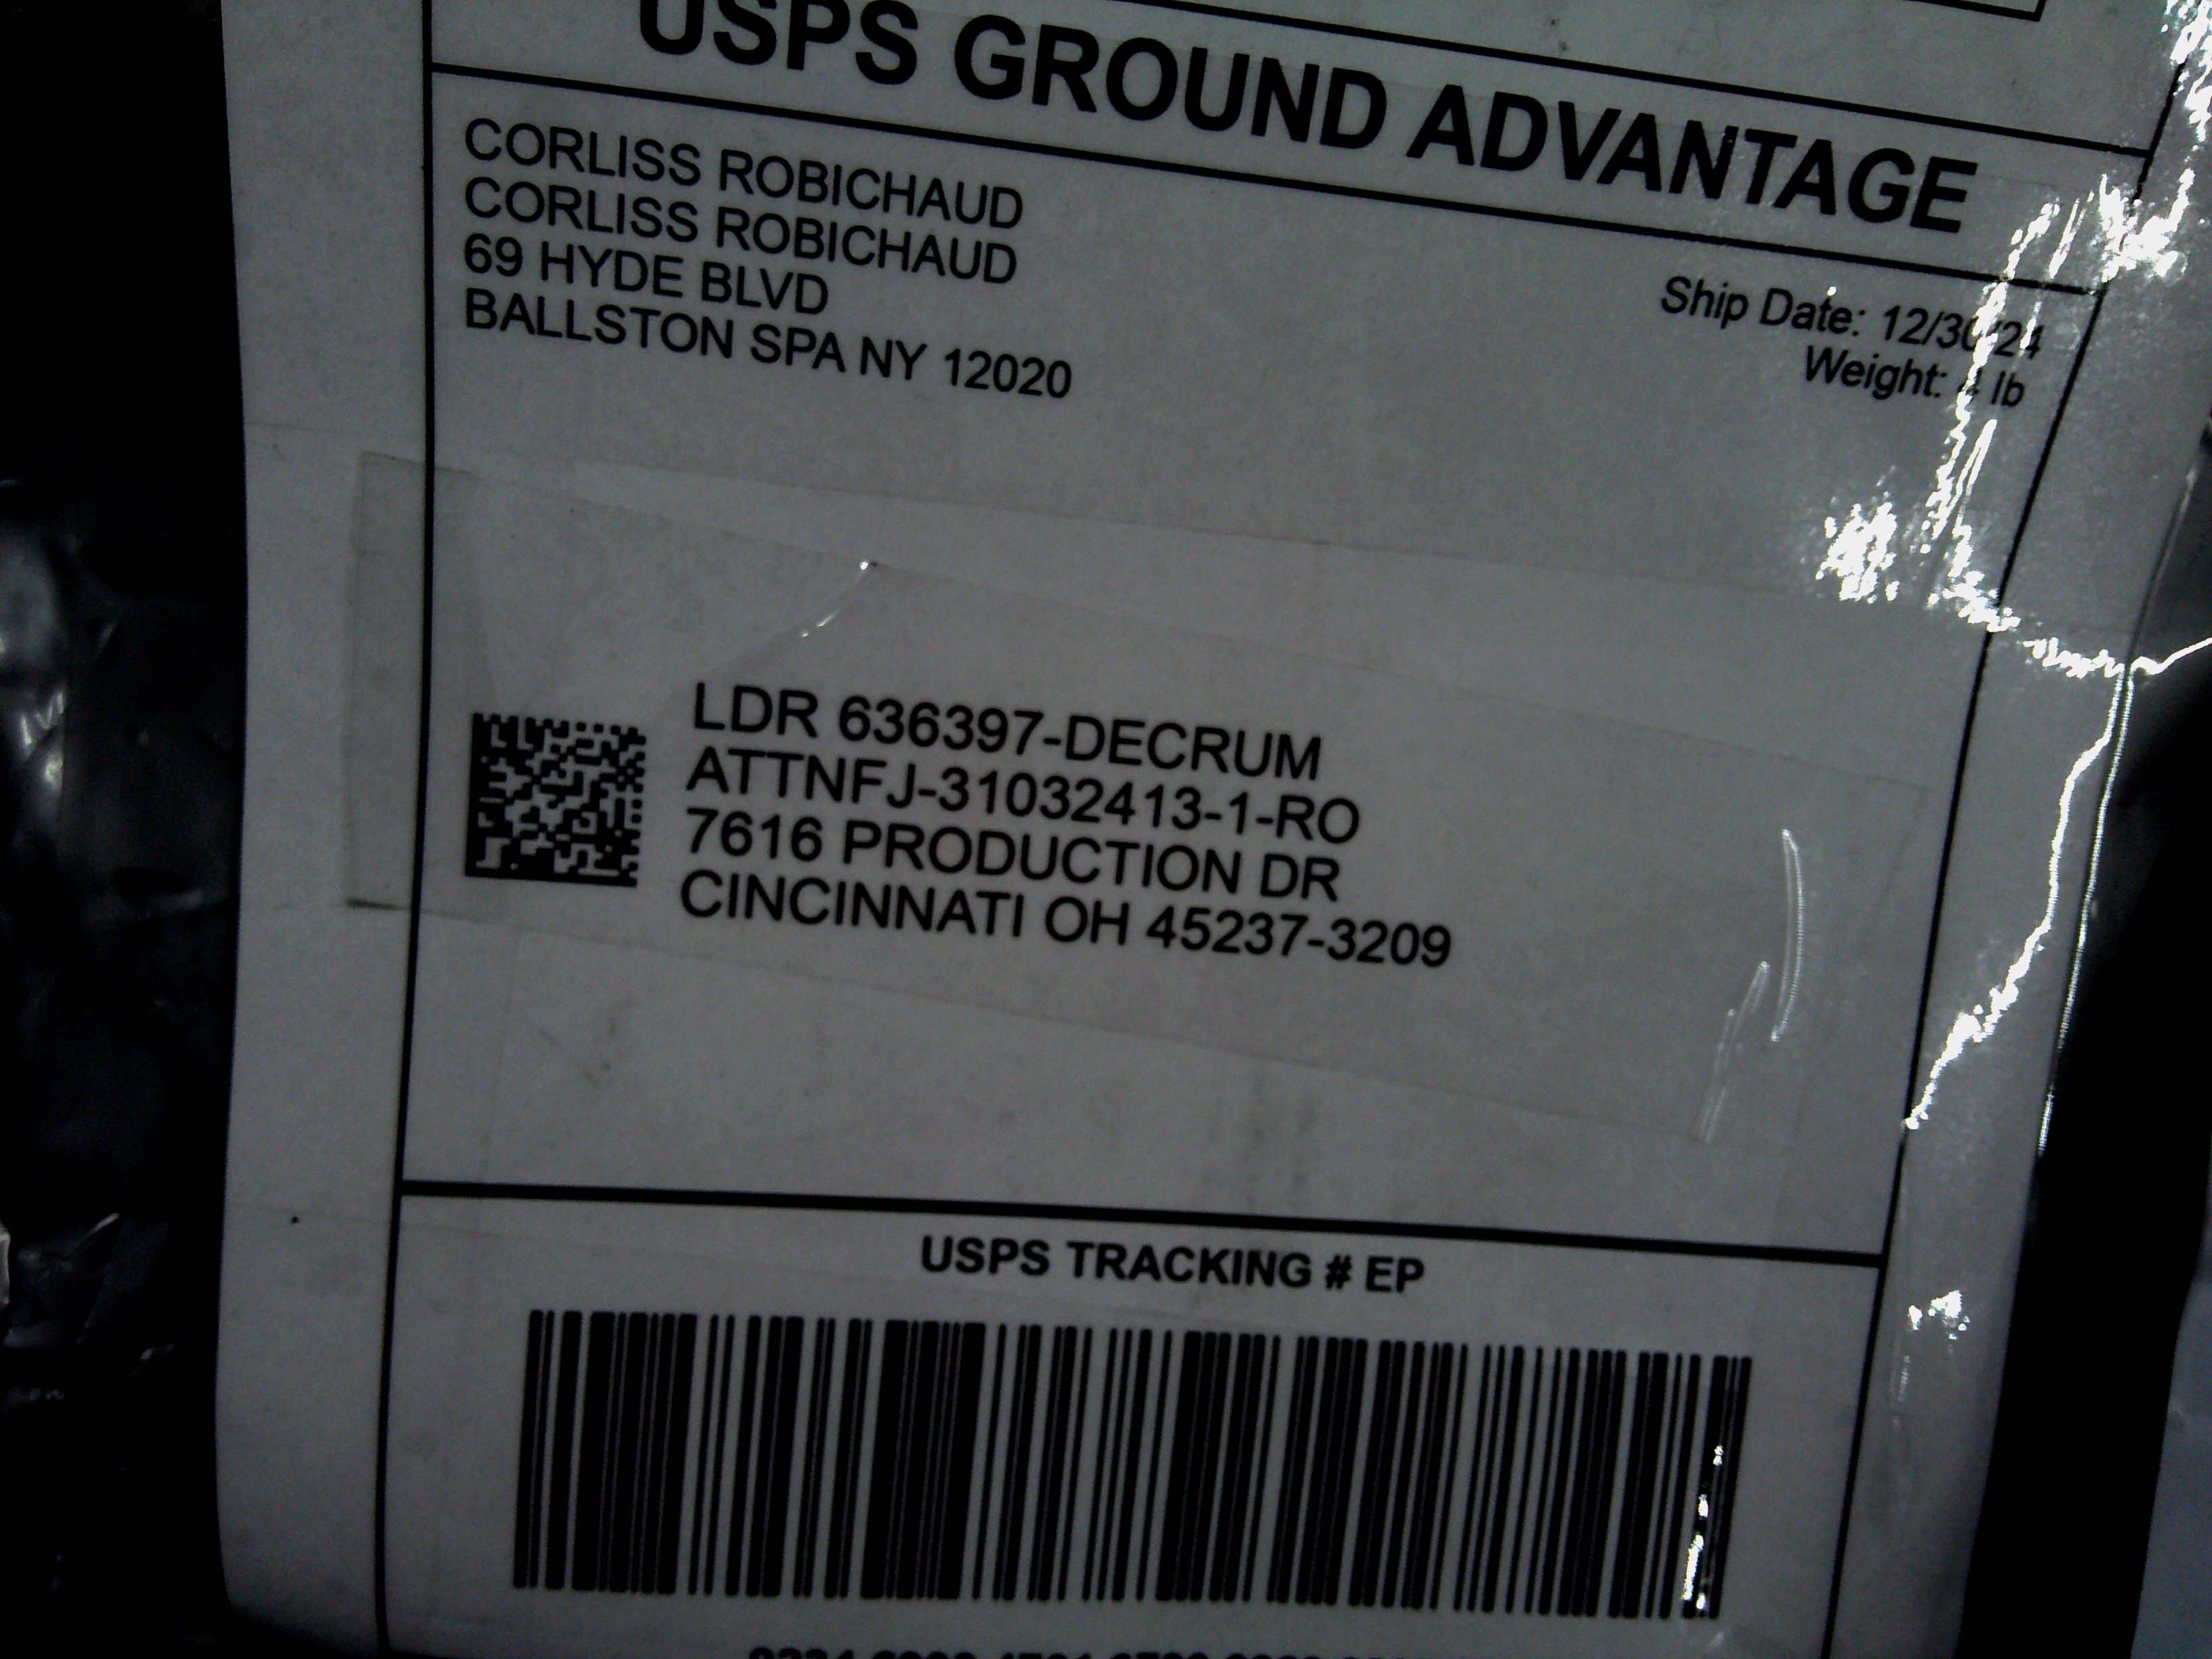 USPS GROUND ADVANTAGE
CORLISS ROBICHAUD
CORLISS ROBICHAUD
69 HYDE BLVD
BALLSTON SPA NY 12020
Ship Date: 12/30/24
Weight: 4 lb
LDR 636397-DECRUM
ATTNFJ-31032413-1-RO
7616 PRODUCTION DR
CINCINNATI OH 45237-3209
USPS TRACKING # EP